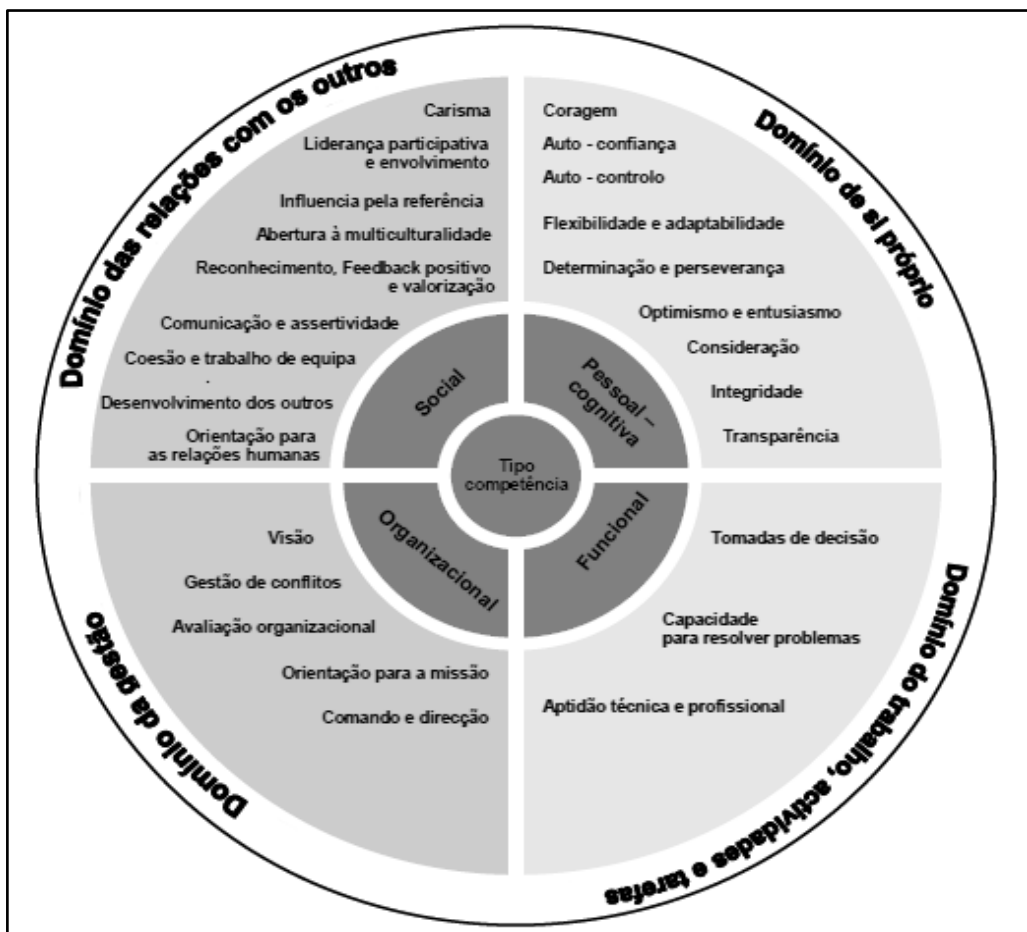 Domínio das relações com os outros
Carisma
Liderança participativa
e envolvimento
Influencia pela referência
Abertura à multiculturalidade
Reconhecimento, Feedback positivo
e valorização
Comunicação e assertividade
Coesão e trabalho de equipa
.
Desenvolvimento dos outros
Orientação para
as relações humanas
Social
Domínio de si próprio
Coragem
Auto - confiança
Auto - controlo
Flexibilidade e adaptabilidade
Determinação e perseverança
Optimismo e entusiasmo
Consideração
Integridade
Transparência
Pessoal –
cognitiva
Tipo
competência
Domínio da gestão
Organizacional
Visão
Gestão de conflitos
Avaliação organizacional
Orientação para a missão
Comando e direcção
Domínio do trabalho, actividades e tarefas
Funcional
Tomadas de decisão
Capacidade
para resolver problemas
Aptidão técnica e profissional